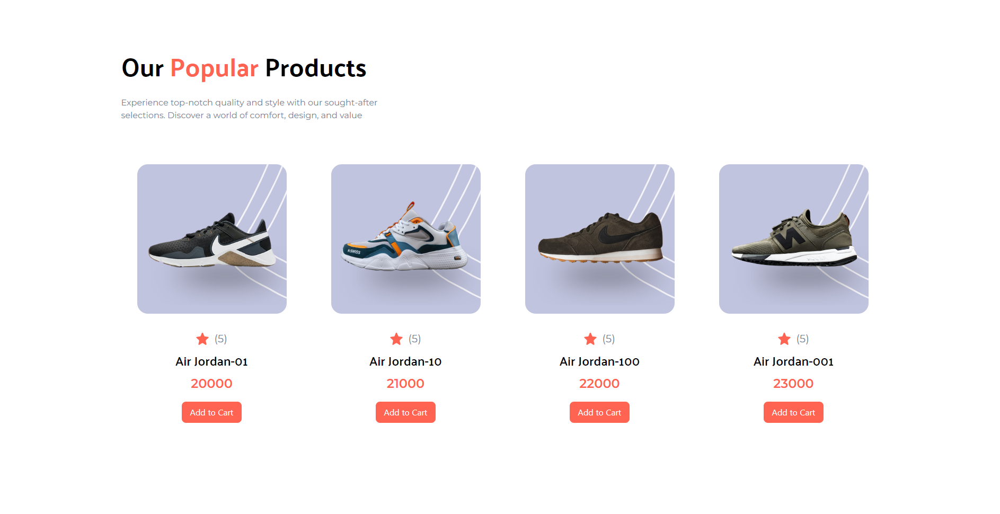 Our Popular Products
Experience top-notch quality and style with our sought-after
selections. Discover a world of comfort, design, and value
K-SWISS
(5) (5) (5) (5)
Air Jordan-01 Air Jordan-10 Air Jordan-100 Air Jordan-001
20000 21000 22000 23000
Add to Cart Add to Cart Add to Cart Add to Cart